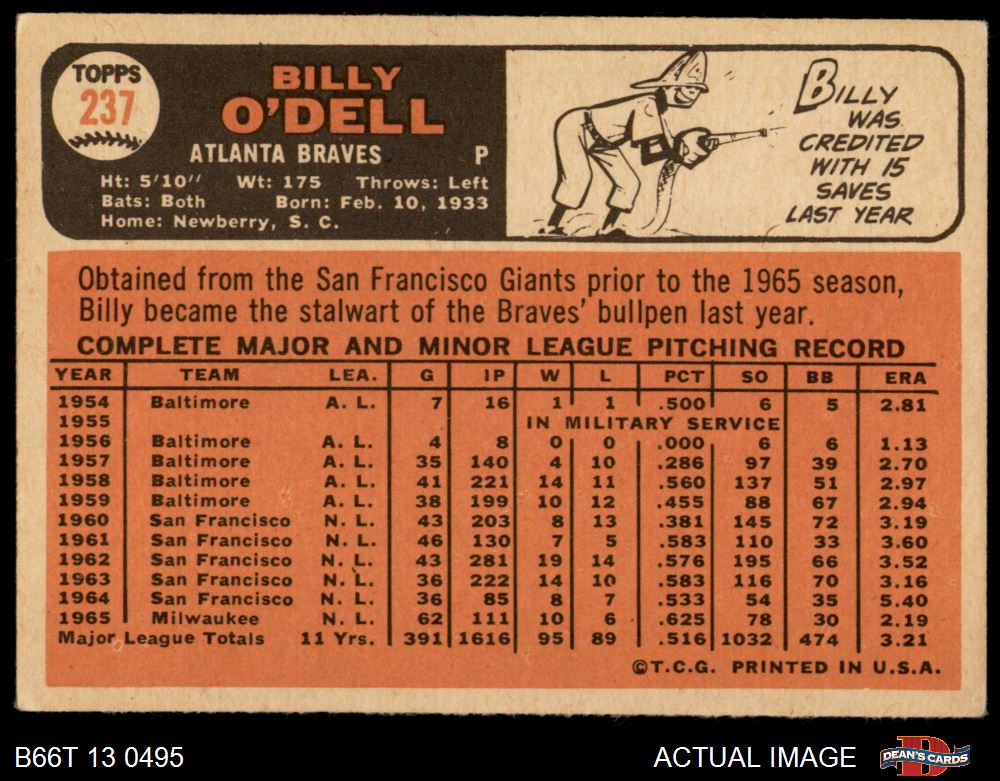 TOPPS
237
BILLY
O'DELL
ATLANTA BRAVES P
Ht: 5'10" Wt: 175 Throws: Left
Bats: Both Born: Feb. 10, 1933
Home: Newberry, S. C.
BILLY
WAS
CREDITED
WITH 15
SAVES
LAST YEAR
Obtained from the San Francisco Giants prior to the 1965 season,
Billy became the stalwart of the Braves' bullpen last year.
COMPLETE MAJOR AND MINOR LEAGUE PITCHING RECORD
YEAR TEAM LEA. G IP W L PCT SO BB ERA
1954 Baltimore A. L. 7 16 1 1 .500 6 5 2.81
1955 IN MILITARY SERVICE
1956 Baltimore A. L. 4 8 0 0 .000 6 6 1.13
1957 Baltimore A. L. 35 140 4 10 .286 97 39 2.70
1958 Baltimore A. L. 41 221 14 11 .560 137 51 2.97
1959 Baltimore A. L. 38 199 10 12 .455 88 67 2.94
1960 San Francisco N. L. 43 203 8 13 .381 145 72 3.19
1961 San Francisco N. L. 46 130 7 5 .583 110 33 3.60
1962 San Francisco N. L. 43 281 19 14 .576 195 66 3.52
1963 San Francisco N. L. 36 222 14 10 .583 116 70 3.16
1964 San Francisco N. L. 36 85 8 7 .533 54 35 5.40
1965 Milwaukee N. L. 62 111 10 6 .625 78 30 2.19
Major League Totals 11 Yrs. 391 1616 95 89 .516 1032 474 3.21
©T.C.G. PRINTED IN U.S.A.
B66T 13 0495 ACTUAL IMAGE DEAN'S CARDS